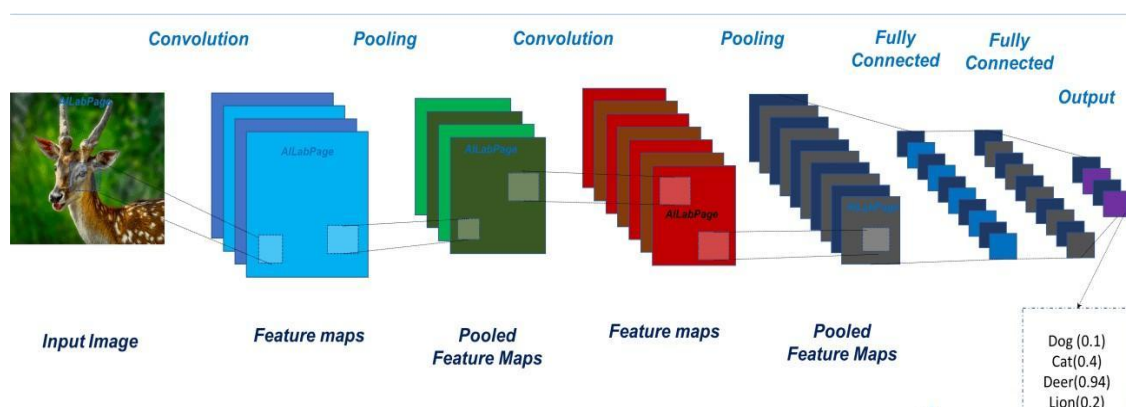 Convolution
Pooling
Convolution
Pooling
Fully
Connected
Fully
Connected
Output
AILabPage
AILabPage
AILabPage
AILabPage
Input Image
Feature maps
Pooled
Feature Maps
Feature maps
Pooled
Feature Maps
Dog (0.1)
Cat(0.4)
Deer(0.94)
Lion(0.2)